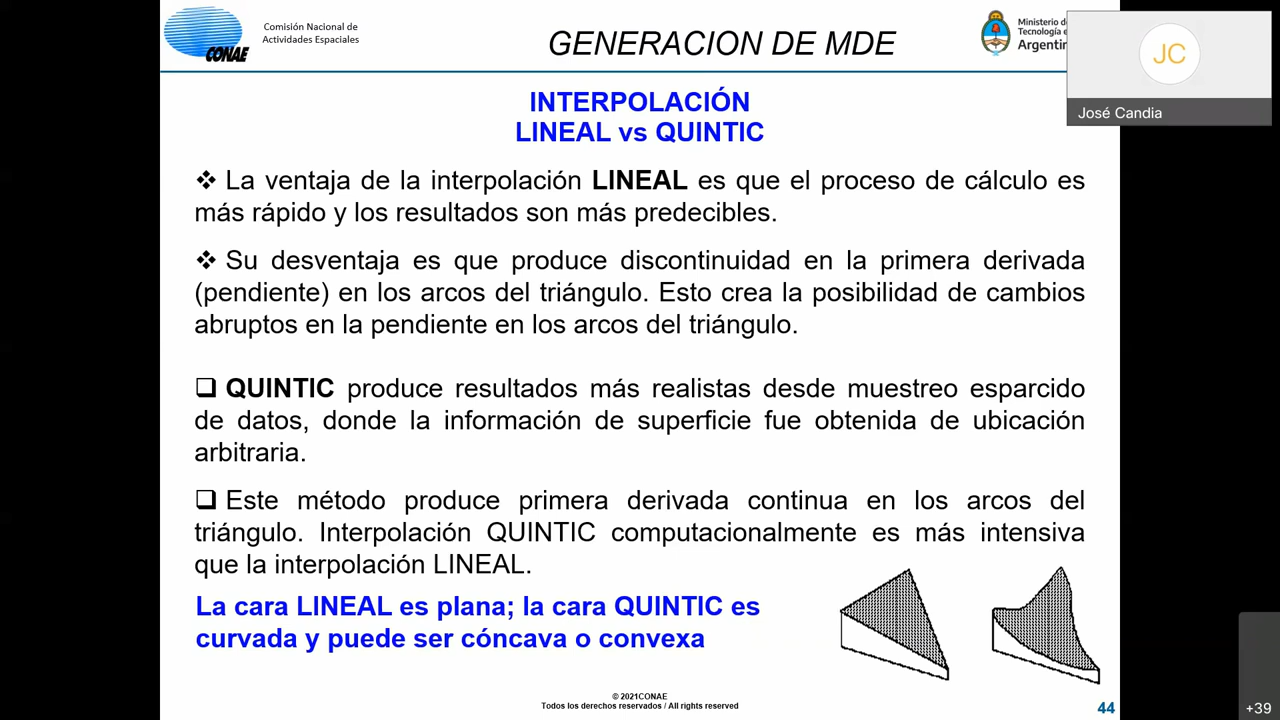 Comisión Nacional de
Actividades Espaciales
CONAE
GENERACION DE MDE
Ministerio de
Tecnología e
Argentin
JC
José Candia
INTERPOLACIÓN
LINEAL vs QUINTIC
❖ La ventaja de la interpolación LINEAL es que el proceso de cálculo es
más rápido y los resultados son más predecibles.
❖ Su desventaja es que produce discontinuidad en la primera derivada
(pendiente) en los arcos del triángulo. Esto crea la posibilidad de cambios
abruptos en la pendiente en los arcos del triángulo.
❑ QUINTIC produce resultados más realistas desde muestreo esparcido
de datos, donde la información de superficie fue obtenida de ubicación
arbitraria.
❑ Este método produce primera derivada continua en los arcos del
triángulo. Interpolación QUINTIC computacionalmente es más intensiva
que la interpolación LINEAL.
La cara LINEAL es plana; la cara QUINTIC es
curvada y puede ser cóncava o convexa
© 2021CONAE
Todos los derechos reservados / All rights reserved
44
+39